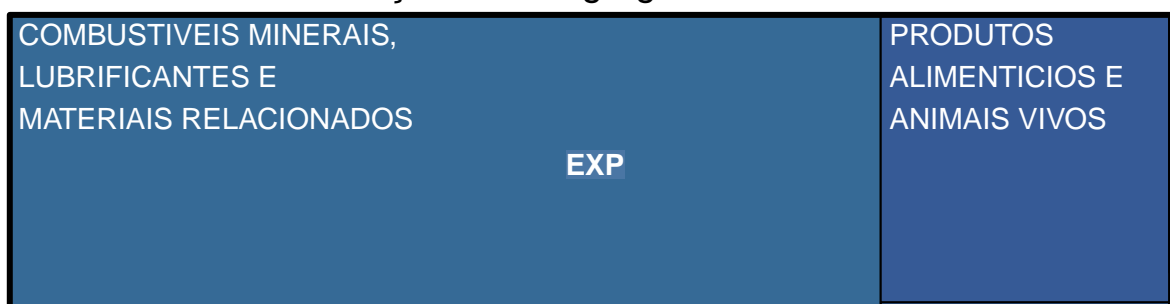 COMBUSTIVEIS MINERAIS,
LUBRIFICANTES E
MATERIAIS RELACIONADOS
EXP
PRODUTOS
ALIMENTICIOS E
ANIMAIS VIVOS